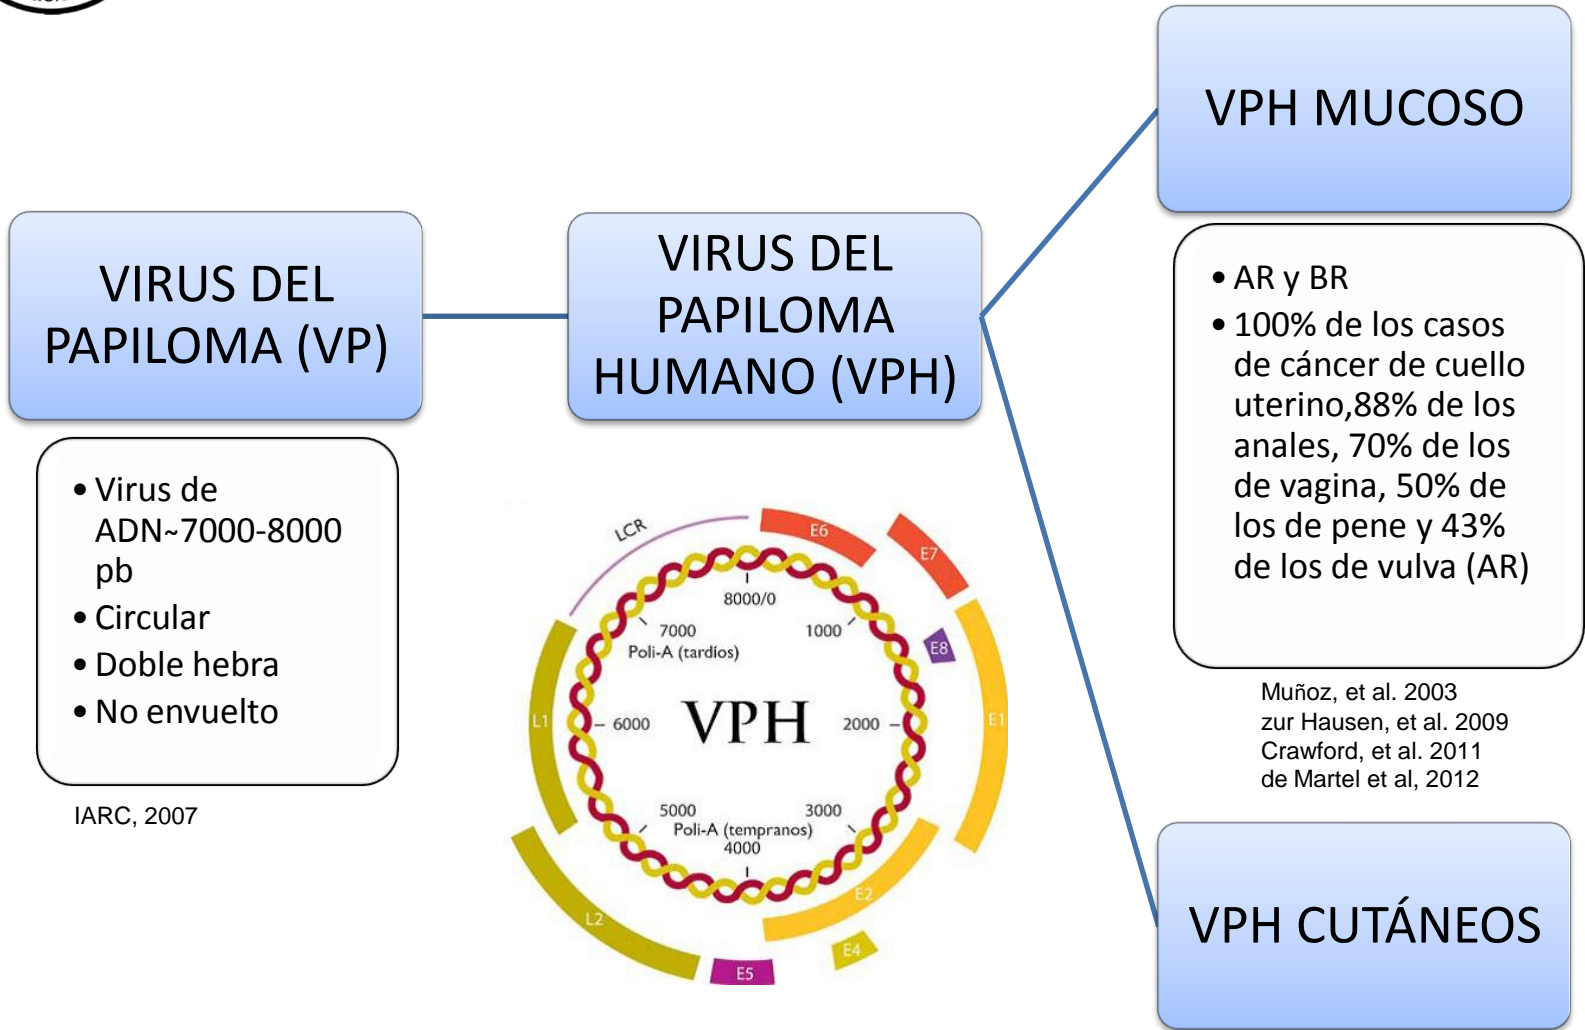 VIRUS DEL
PAPILOMA (VP)
• Virus de
ADN~7000-8000
pb
• Circular
• Doble hebra
• No envuelto
IARC, 2007
VIRUS DEL
PAPILOMA
HUMANO (VPH)
LCR
E6
E7
8000/0
7000
1000
Poli-A (tardíos)
E8
L1
6000
VPH
2000
E1
5000
3000
Poli-A (tempranos)
4000
E2
L2
E4
E5
VPH MUCOSO
• AR y BR
• 100% de los casos
de cáncer de cuello
uterino,88% de los
anales, 70% de los
de vagina, 50% de
los de pene y 43%
de los de vulva (AR)
Muñoz, et al. 2003
zur Hausen, et al. 2009
Crawford, et al. 2011
de Martel et al, 2012
VPH CUTÁNEOS